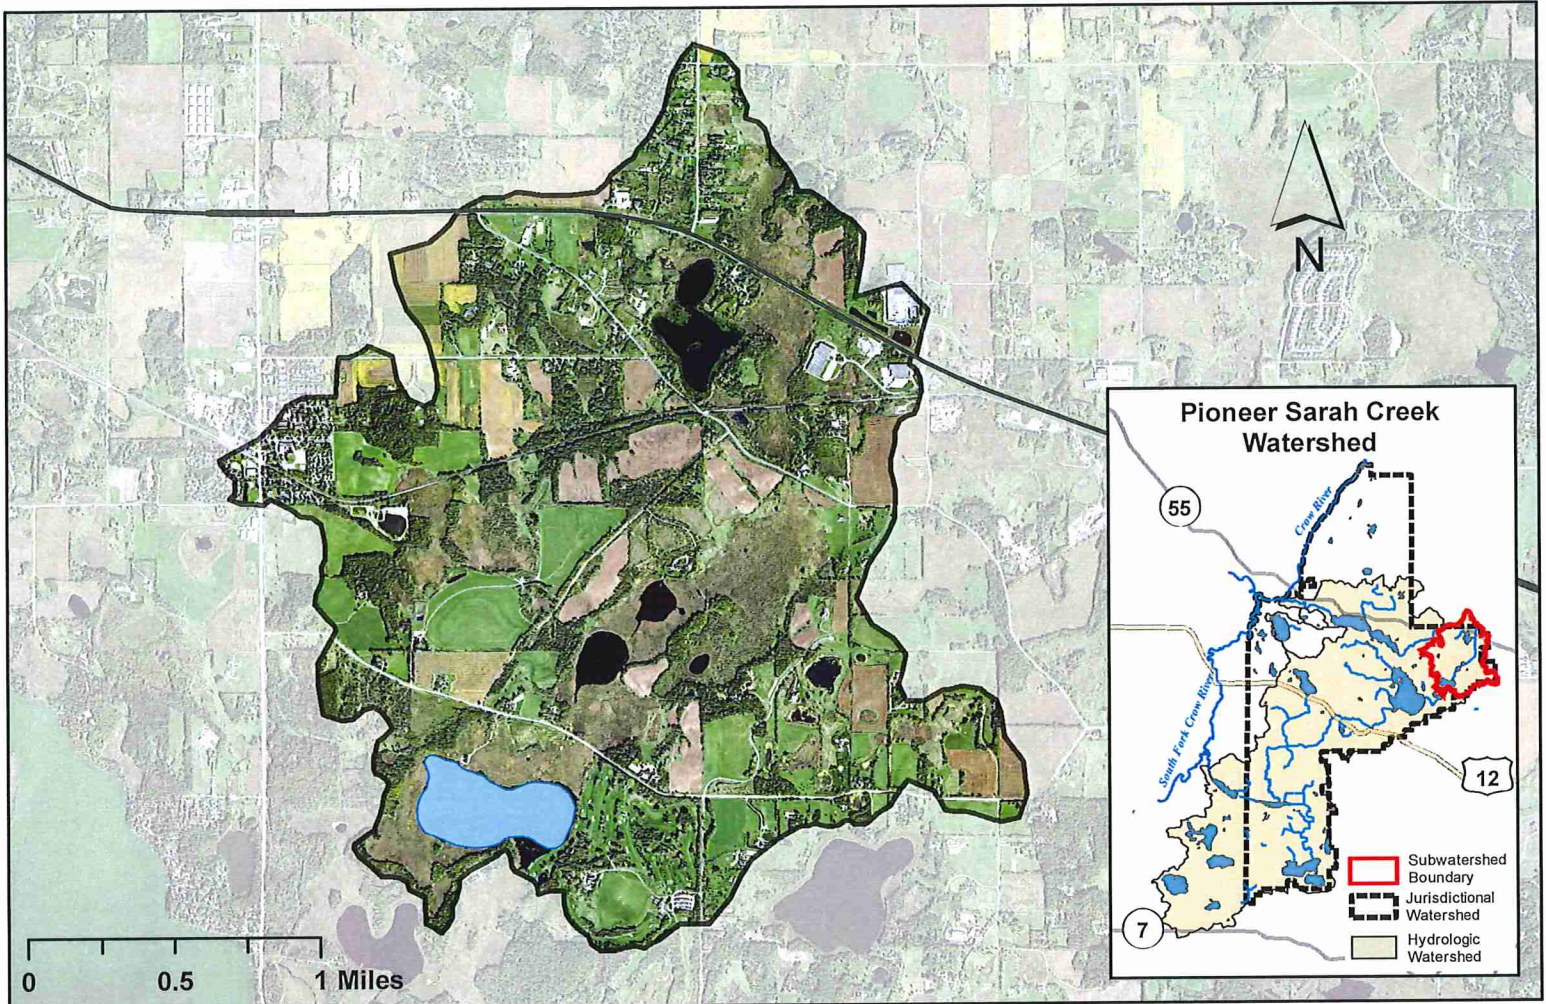 N
Pioneer Sarah Creek
Watershed
55
Crow River
South Fork Crow River
12
7
Subwatershed
Boundary
Jurisdictional
Watershed
Hydrologic
Watershed
0 0.5 1 Miles